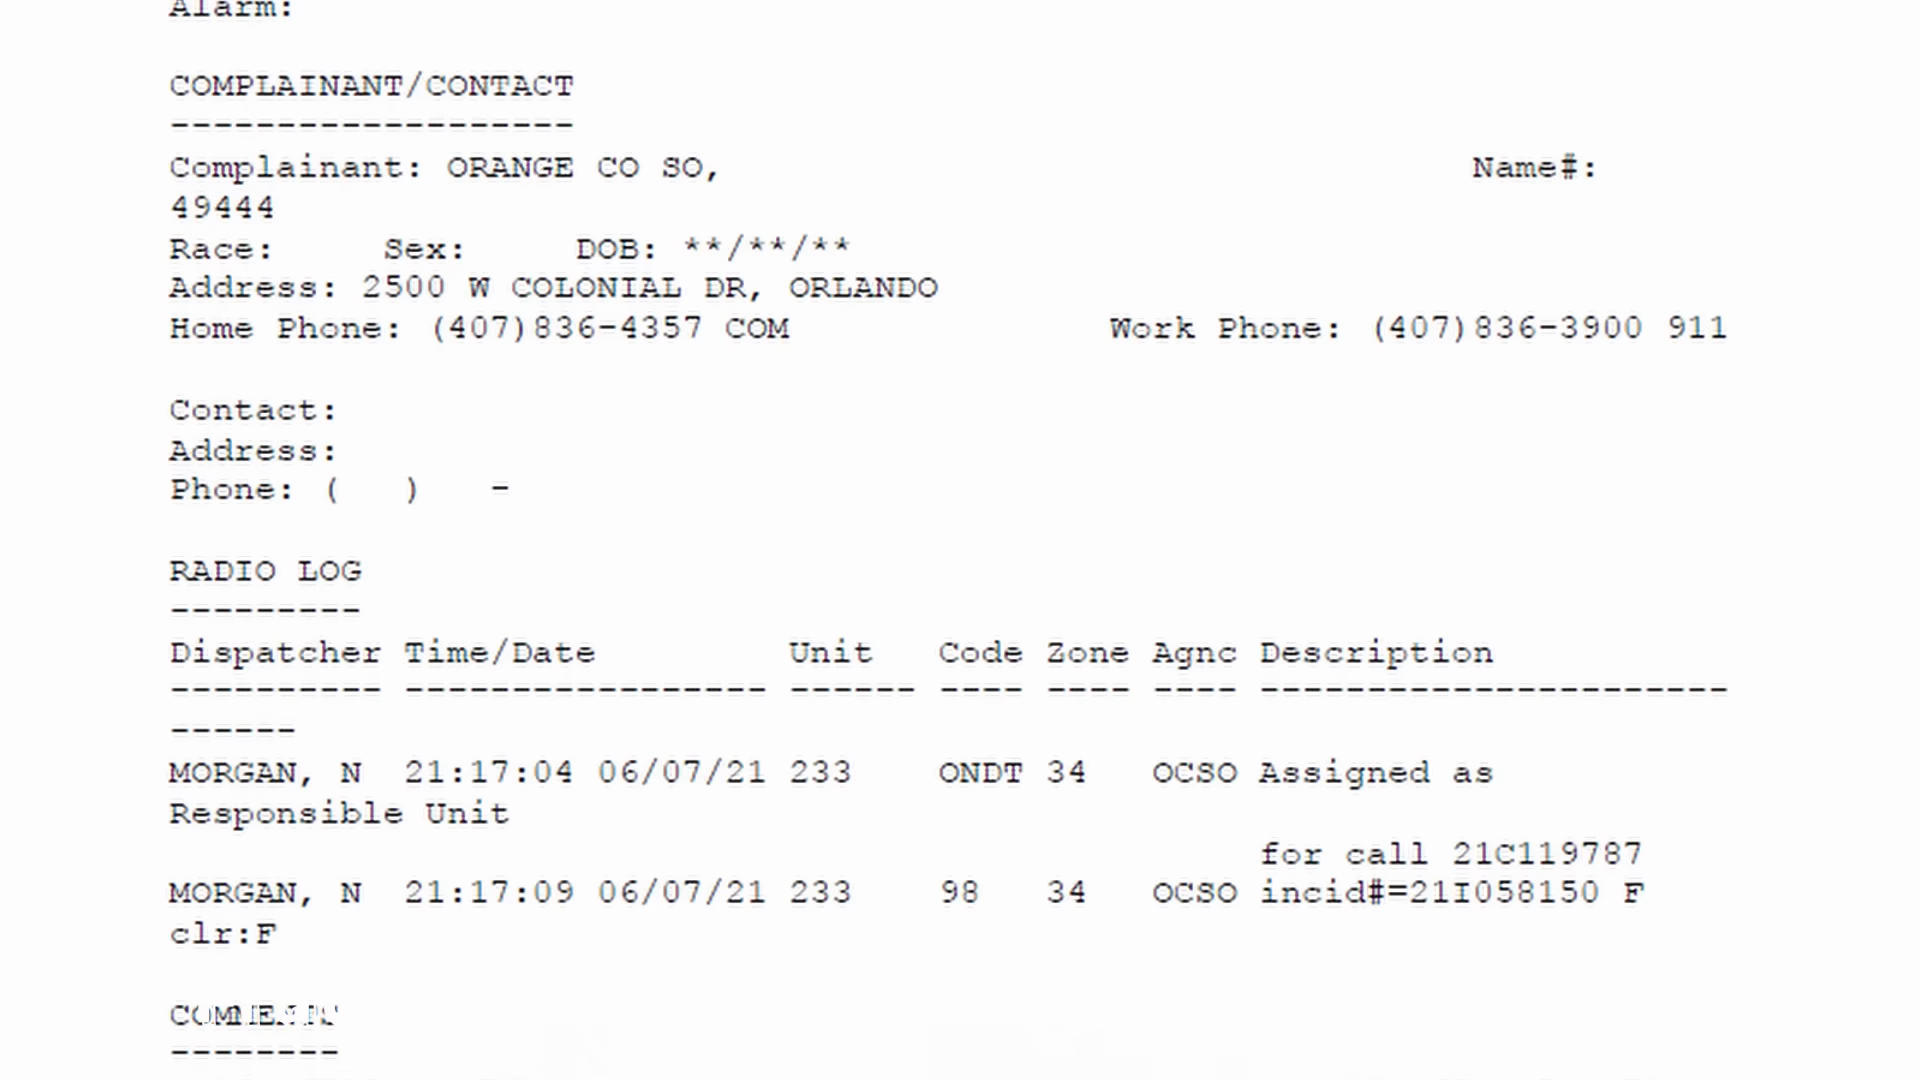 Alarm:
COMPLAINANT/CONTACT
-------------------
Complainant: ORANGE CO SO, Name#:
49444
Race: Sex: DOB: **/**/**
Address: 2500 W COLONIAL DR, ORLANDO
Home Phone: (407)836-4357 COM Work Phone: (407)836-3900 911
Contact:
Address:
Phone: ( ) -
RADIO LOG
---------
Dispatcher Time/Date Unit Code Zone Agnc Description
---------- ----------------- ------ ---- ---- ---- ----------------------
------
MORGAN, N 21:17:04 06/07/21 233 ONDT 34 OCSO Assigned as
Responsible Unit
for call 21C119787
MORGAN, N 21:17:09 06/07/21 233 98 34 OCSO incid#=21I058150 F
clr:F
COMMENTS
--------